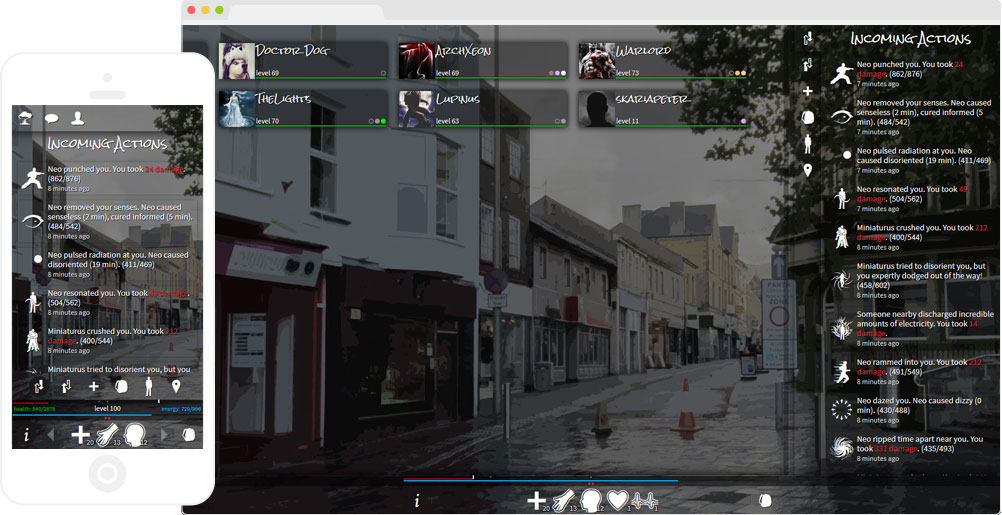 Incoming Actions
Neo punched you. You took 24 damage.
(862/876)
8 minutes ago
Neo removed your senses. Neo caused
senseless (2 min), cured informed (5 min).
(484/542)
8 minutes ago
Neo pulsed radiation at you. Neo caused
disoriented (19 min). (411/469)
8 minutes ago
Neo resonated you. You took 49 damage.
(504/562)
8 minutes ago
Miniaturus crushed you. You took 212
damage. (400/544)
8 minutes ago
Miniaturus tried to disorient you, but you
level 100
i
20
13
12
Doctor Dog
level 69
ArchXeon
level 69
Warlord
level 73
TheLights
level 70
Lupinus
level 63
skarlapeter
level 11
i
20
13
12
1
1
Incoming Actions
Neo punched you. You took 24
damage. (862/876)
7 minutes ago
Neo removed your senses. Neo caused
senseless (2 min), cured informed (5
min). (484/542)
7 minutes ago
Neo pulsed radiation at you. Neo
caused disoriented (19 min). (411/469)
7 minutes ago
Neo resonated you. You took 49
damage. (504/562)
7 minutes ago
Miniaturus crushed you. You took 212
damage. (400/544)
8 minutes ago
Miniaturus tried to disorient you, but
you expertly dodged out of the way!
(458/602)
8 minutes ago
Someone nearby discharged incredible
amounts of electricity. You took 14
damage.
8 minutes ago
Neo rammed into you. You took 212
damage. (491/549)
8 minutes ago
Neo dazed you. Neo caused dizzy (0
min). (430/488)
8 minutes ago
Neo ripped time apart near you. You
took 331 damage. (435/493)
8 minutes ago